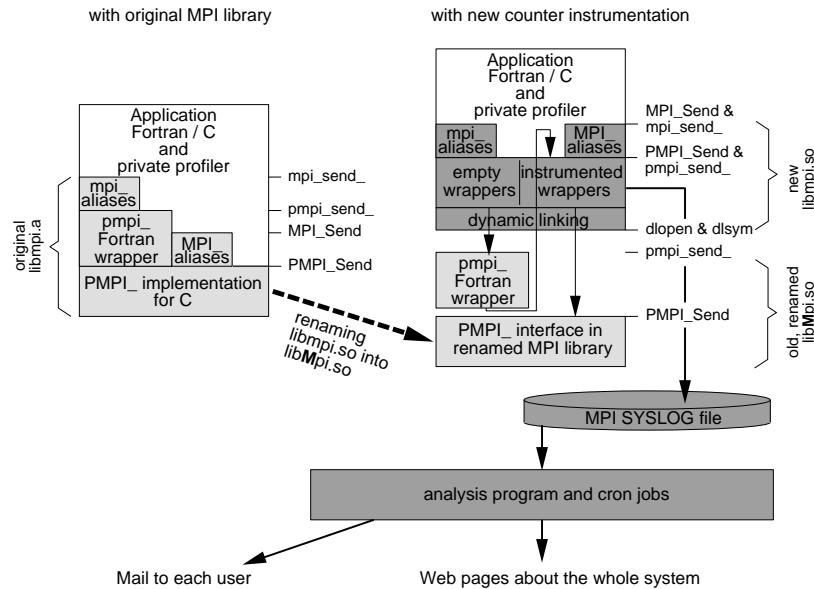 with original MPI library
with new counter instrumentation
Application
Fortran / C
and
private profiler
mpi_
aliases
pmpi_
Fortran
wrapper
MPI_
aliases
PMPI_ implementation
for C
mpi_send_
pmpi_send_
MPI_Send
PMPI_Send
original
libmpi.a
renaming
libmpi.so into
libMpi.so
Application
Fortran / C
and
private profiler
mpi_
aliases
MPI_
aliases
empty
wrappers
instrumented
wrappers
dynamic linking
pmpi_
Fortran
wrapper
PMPI_ interface in
renamed MPI library
MPI_Send &
mpi_send_
PMPI_Send &
pmpi_send_
dlopen & dlsym
pmpi_send_
PMPI_Send
new
libmpi.so
old, renamed
libMpi.so
MPI SYSLOG file
analysis program and cron jobs
Mail to each user
Web pages about the whole system